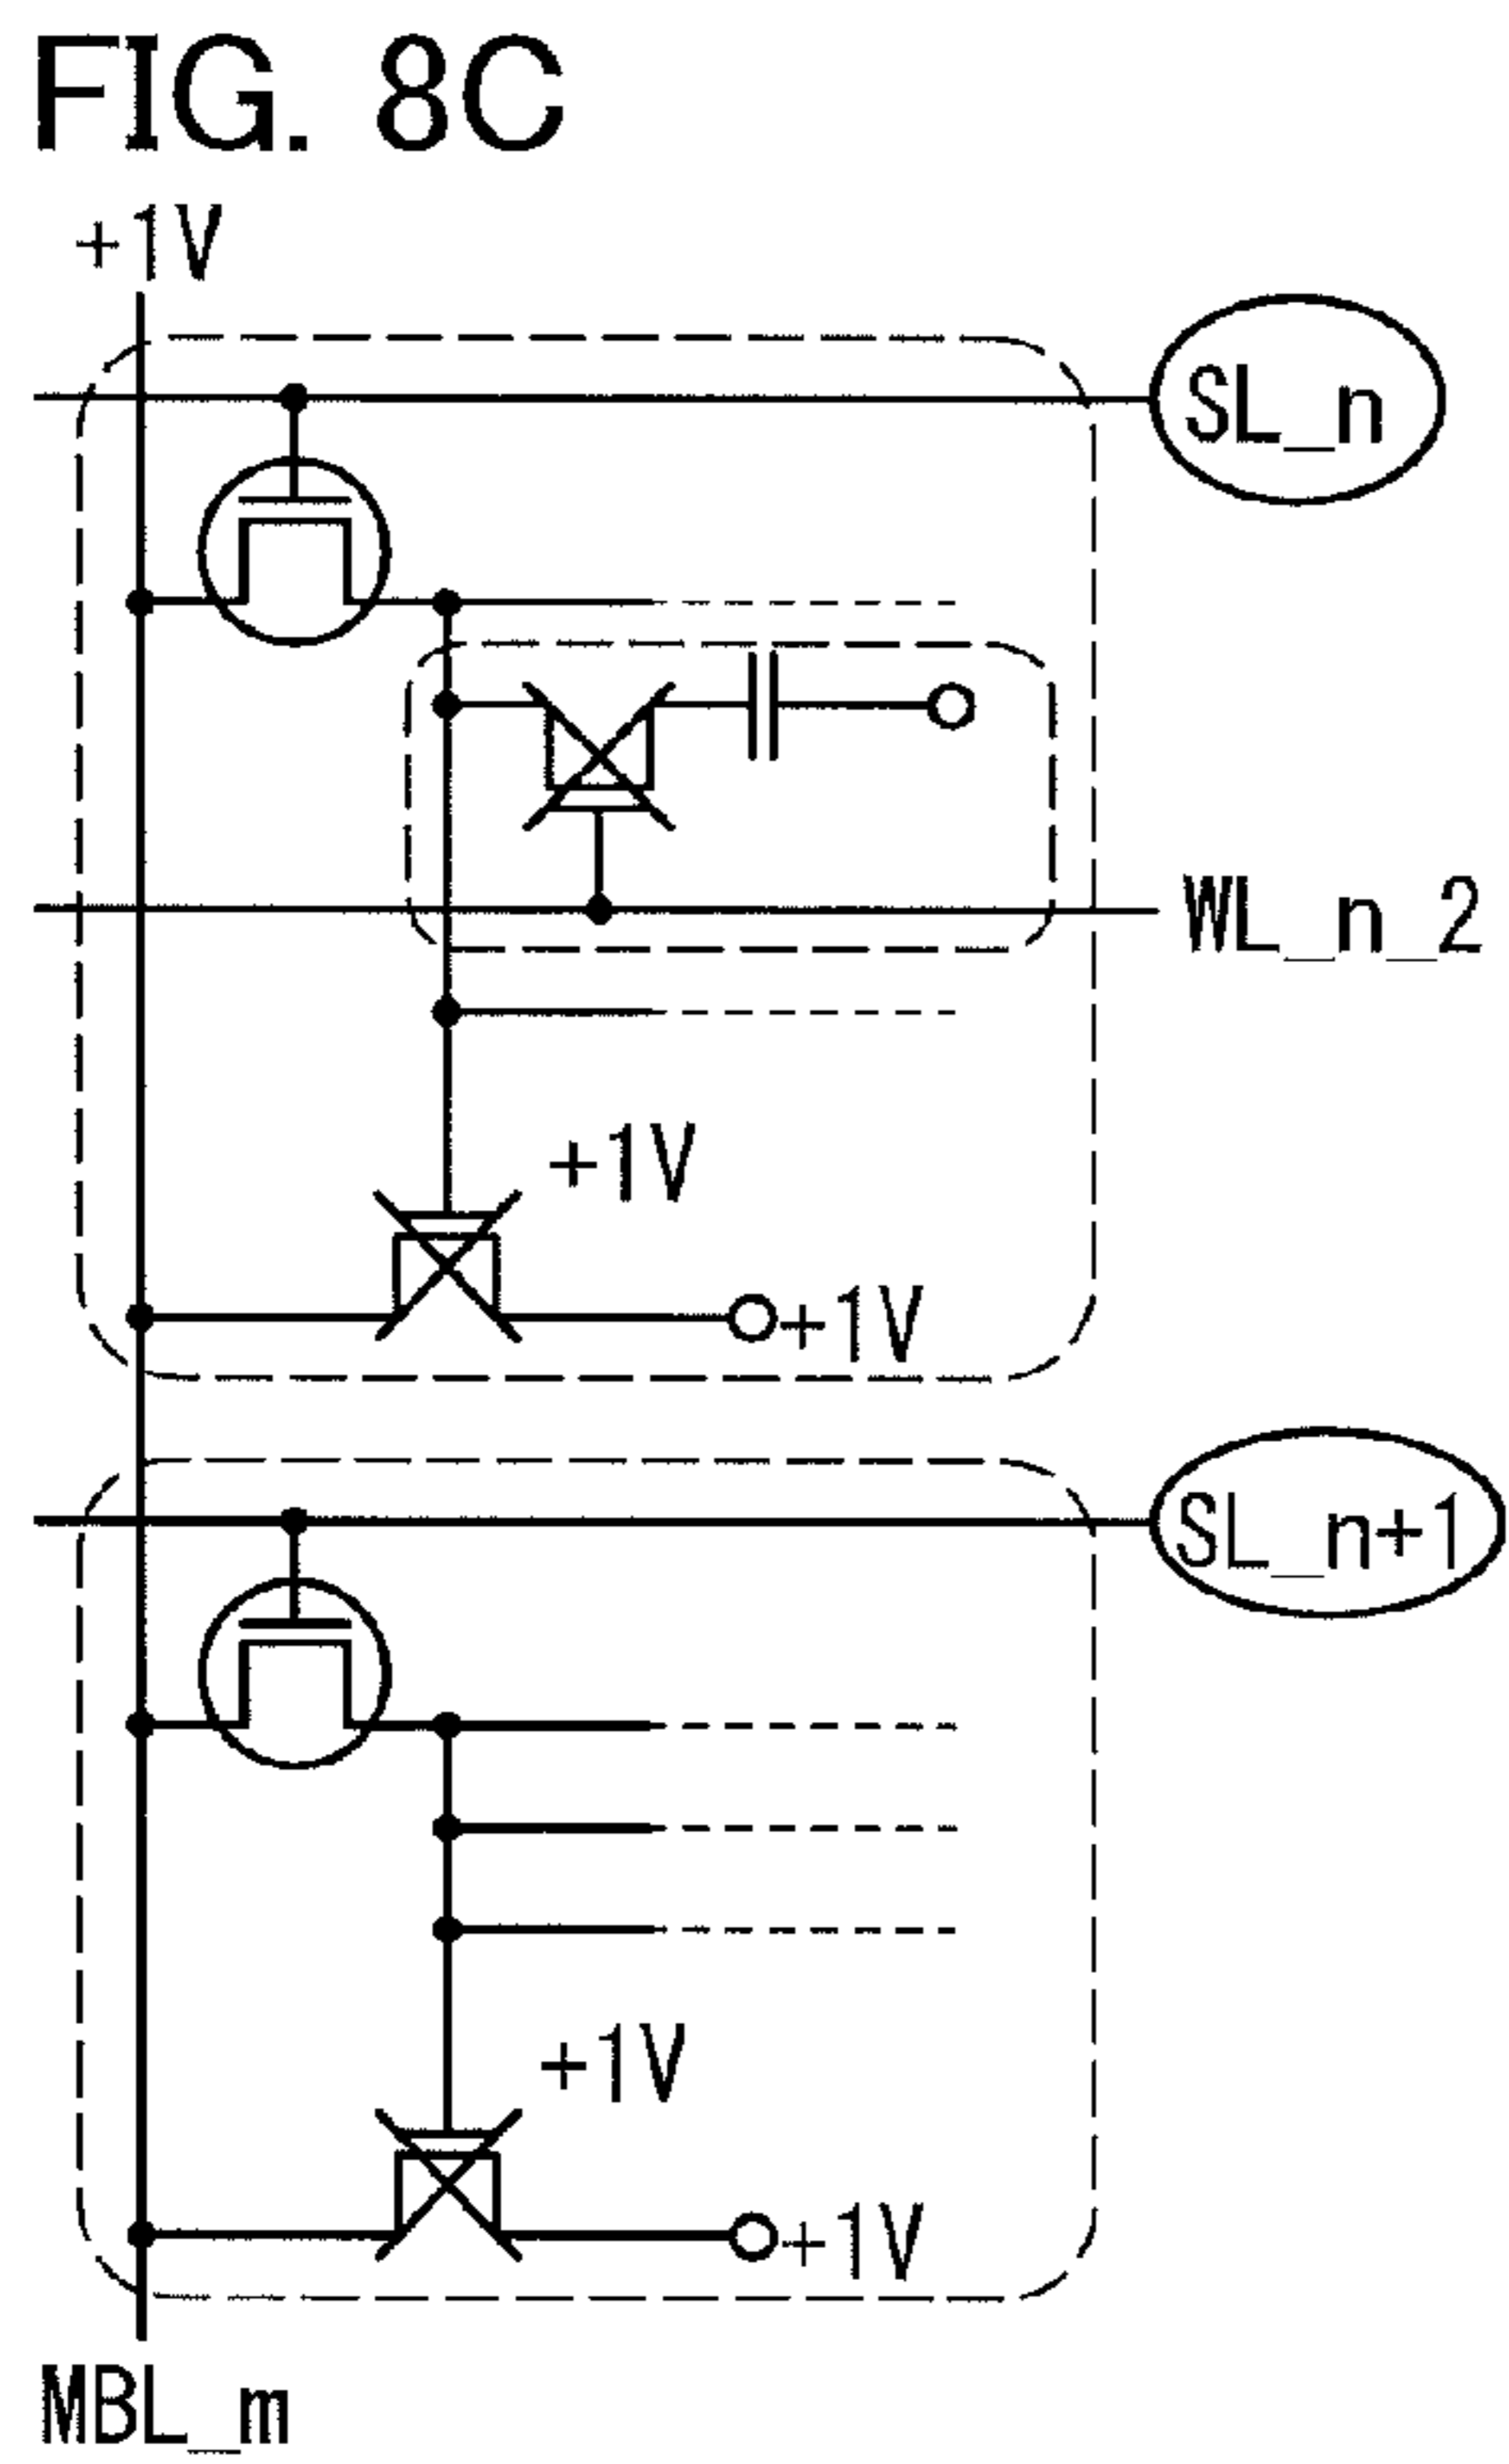 FIG. 8C
+1V
SL_n
WL_n_2
+1V
+1V
SL_n+1
+1V
+1V
MBL_m